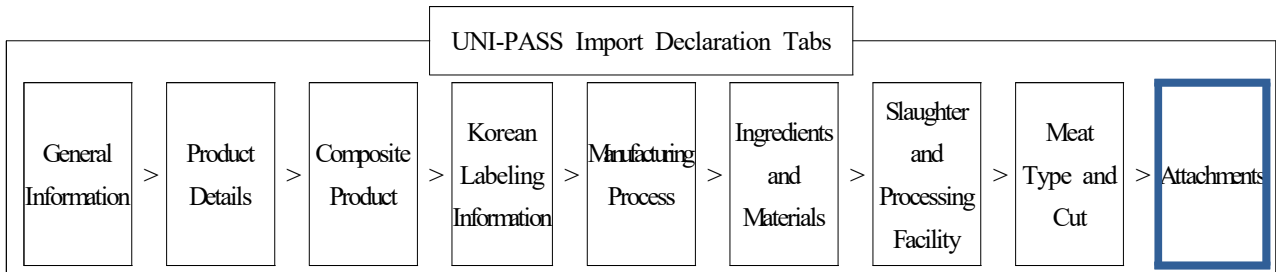 UNI-PASS Import Declaration Tabs
General
Information
>
Product
Details
>
Composite
Product
>
Korean
Labeling
Information
>
Manufacturing
Process
>
Ingredients
and
Materials
>
Slaughter
and
Processing
Facility
>
Meat
Type and
Cut
>
Attachments